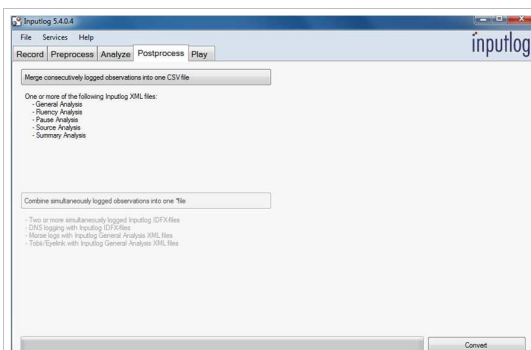 Inputlog 5.4.0.4
File Services Help
inputlog
Record Preprocess Analyze Postprocess Play
Merge consecutively logged observations into one CSV file
One or more of the following Inputlog XML files:
- General Analysis
- Fluency Analysis
- Pause Analysis
- Source Analysis
- Summary Analysis
Combine simultaneously logged observations into one *file
- Two or more simultaneously logged Inputlog IDFX-files
- DNS logging with Inputlog IDFX-files
- Morae logs with Inputlog General Analysis XML files
- Tobii/Eyelink with Inputlog General Analysis XML files
Convert